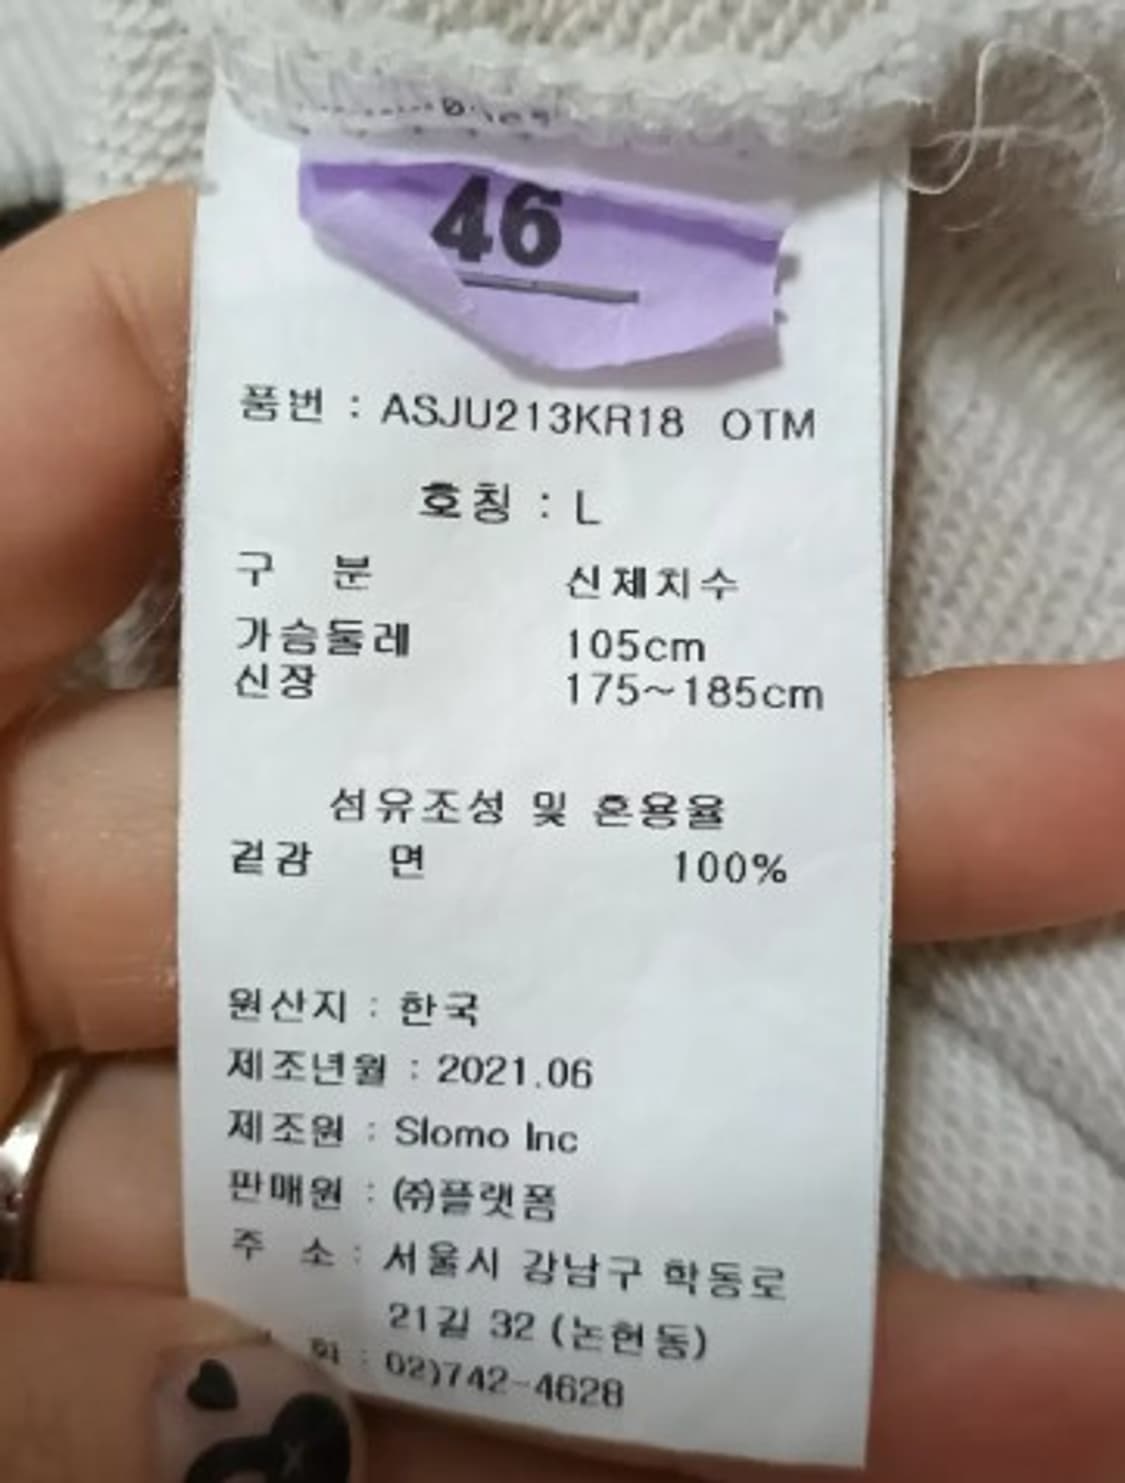 46
품번 : ASJU213KR18 OTM
호칭 : L
구 분 신체치수
가슴둘레 105cm
신장 175~185cm
섬유조성 및 혼용율
겉감 면 100%
원산지 : 한국
제조년월 : 2021.06
제조원 : Slomo Inc
판매원 : ㈜플랫폼
주 소 : 서울시 강남구 학동로
21길 32 (논현동)
화 : 02)742-4628